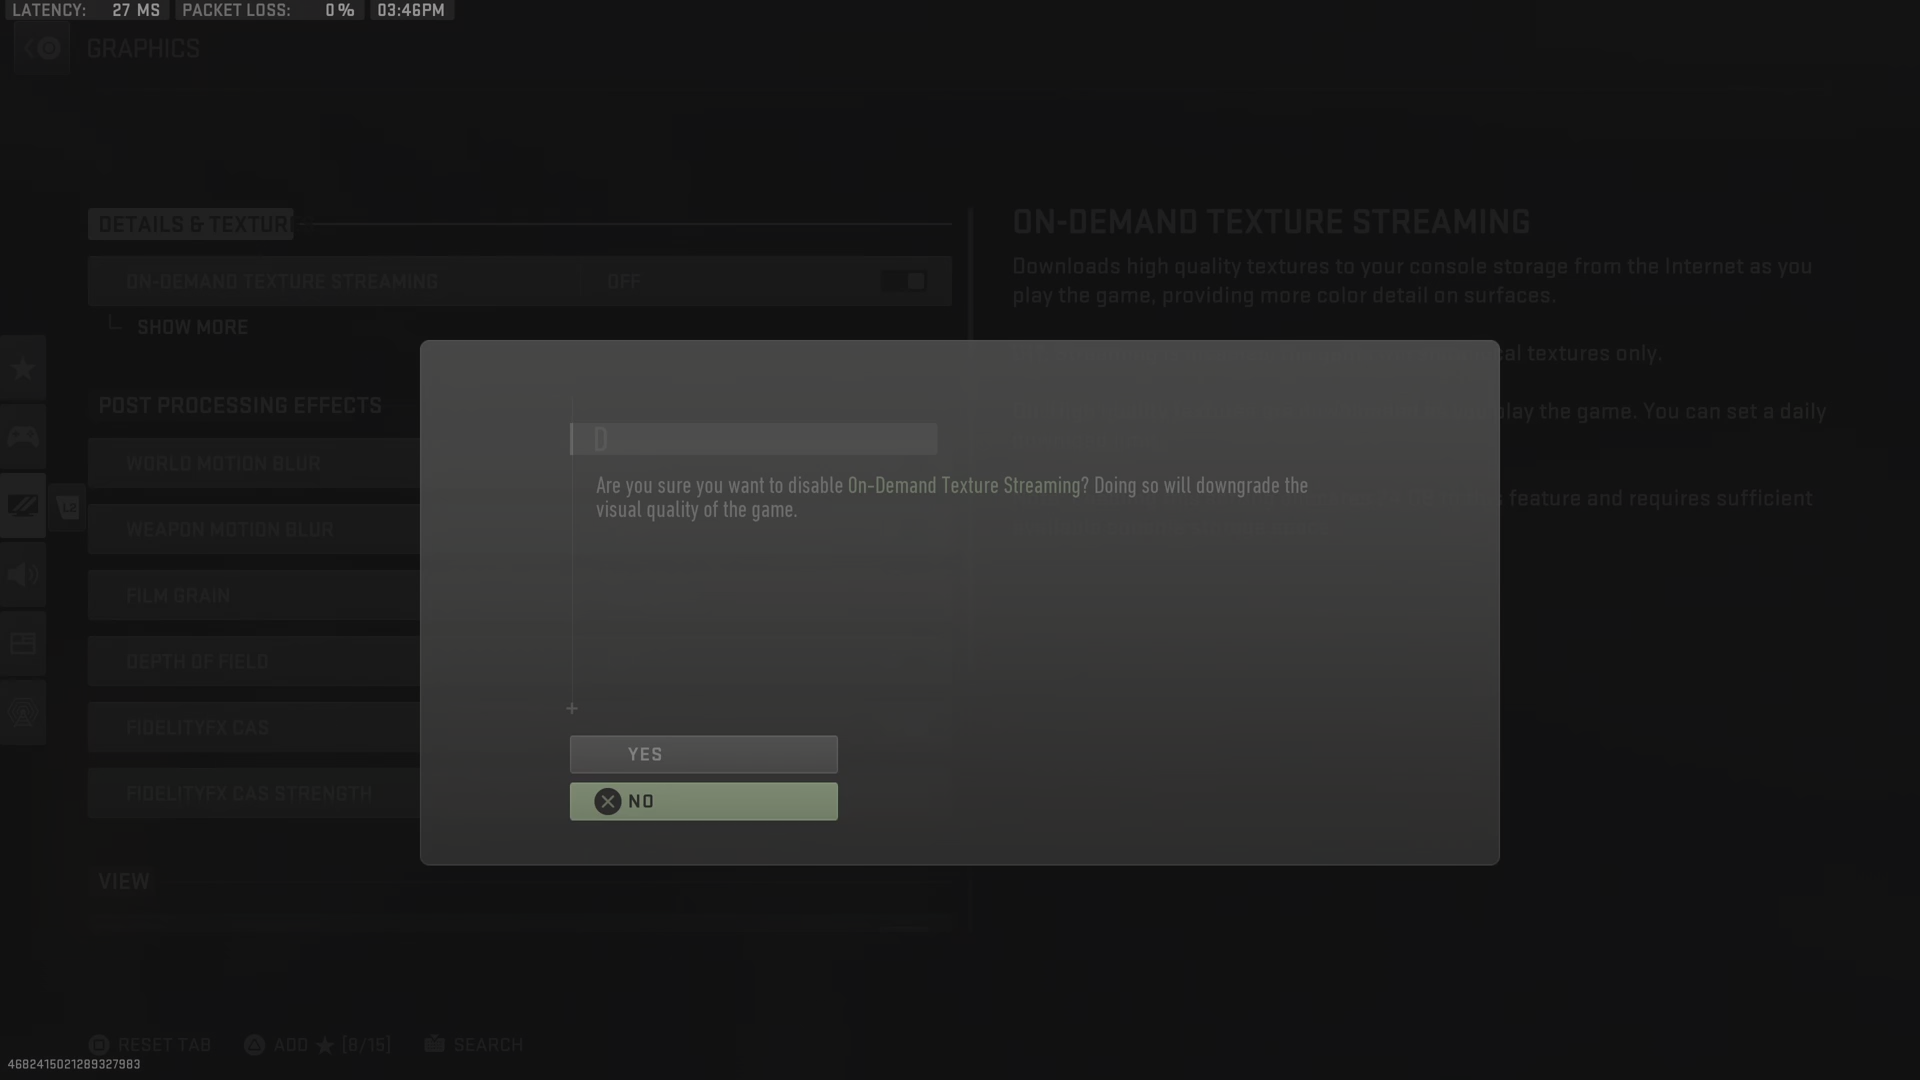 LATENCY: 27 MS PACKET LOSS: 0 % 03:46PM
GRAPHICS
DETAILS & TEXTUR
ON-DEMAND TEXTURE STREAMING OFF
SHOW MORE
POST PROCESSING EFFECTS
WORLD MOTION BLUR
WEAPON MOTION BLUR
FILM GRAIN
DEPTH OF FIELD
FIDELITYFX CAS
FIDELITYFX CAS STRENGTH
VIEW
L2
ON-DEMAND TEXTURE STREAMING
Downloads high quality textures to your console storage from the Internet as you
play the game, providing more color detail on surfaces.
textures only.
play the game. You can set a daily
feature and requires sufficient
D
Are you sure you want to disable On-Demand Texture Streaming? Doing so will downgrade the
visual quality of the game.
YES
NO
RESET TAB ADD [8/15] SEARCH
4682415021289327983